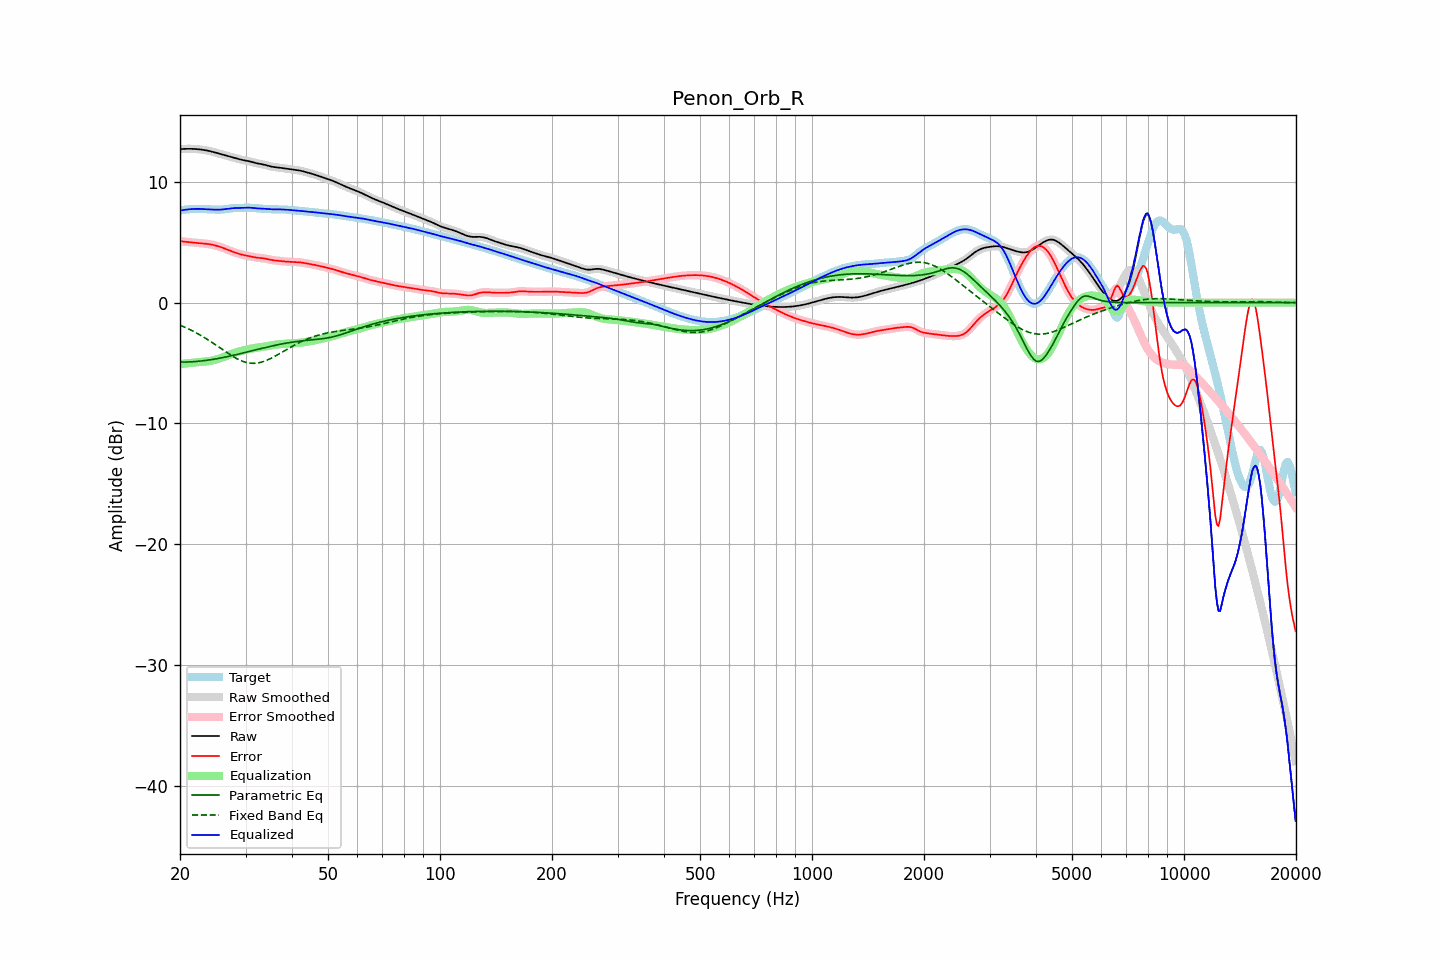 Penon_Orb_R
Amplitude (dBr)
10
0
−10
−20
−30
−40
Target
Raw Smoothed
Error Smoothed
Raw
Error
Equalization
Parametric Eq
Fixed Band Eq
Equalized
20 50 100 200 500 1000 2000 5000 10000 20000
Frequency (Hz)